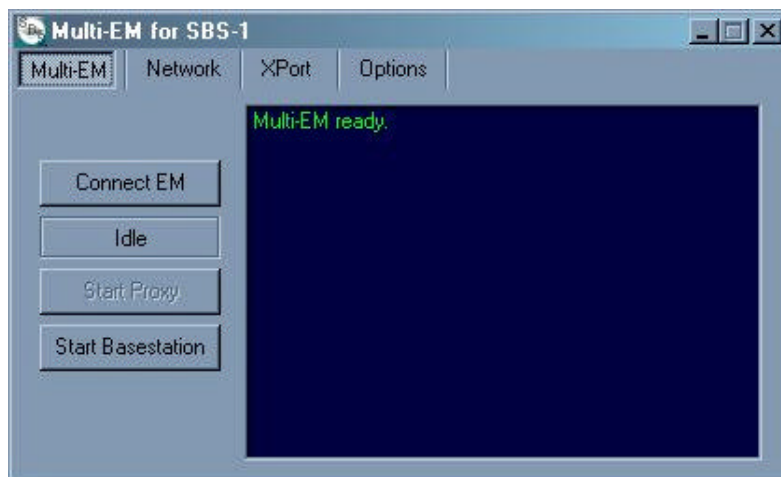 Multi-EM for SBS-1
Multi-EM Network XPort Options
Multi-EM ready.
Connect EM
Idle
Start Proxy
Start Basestation